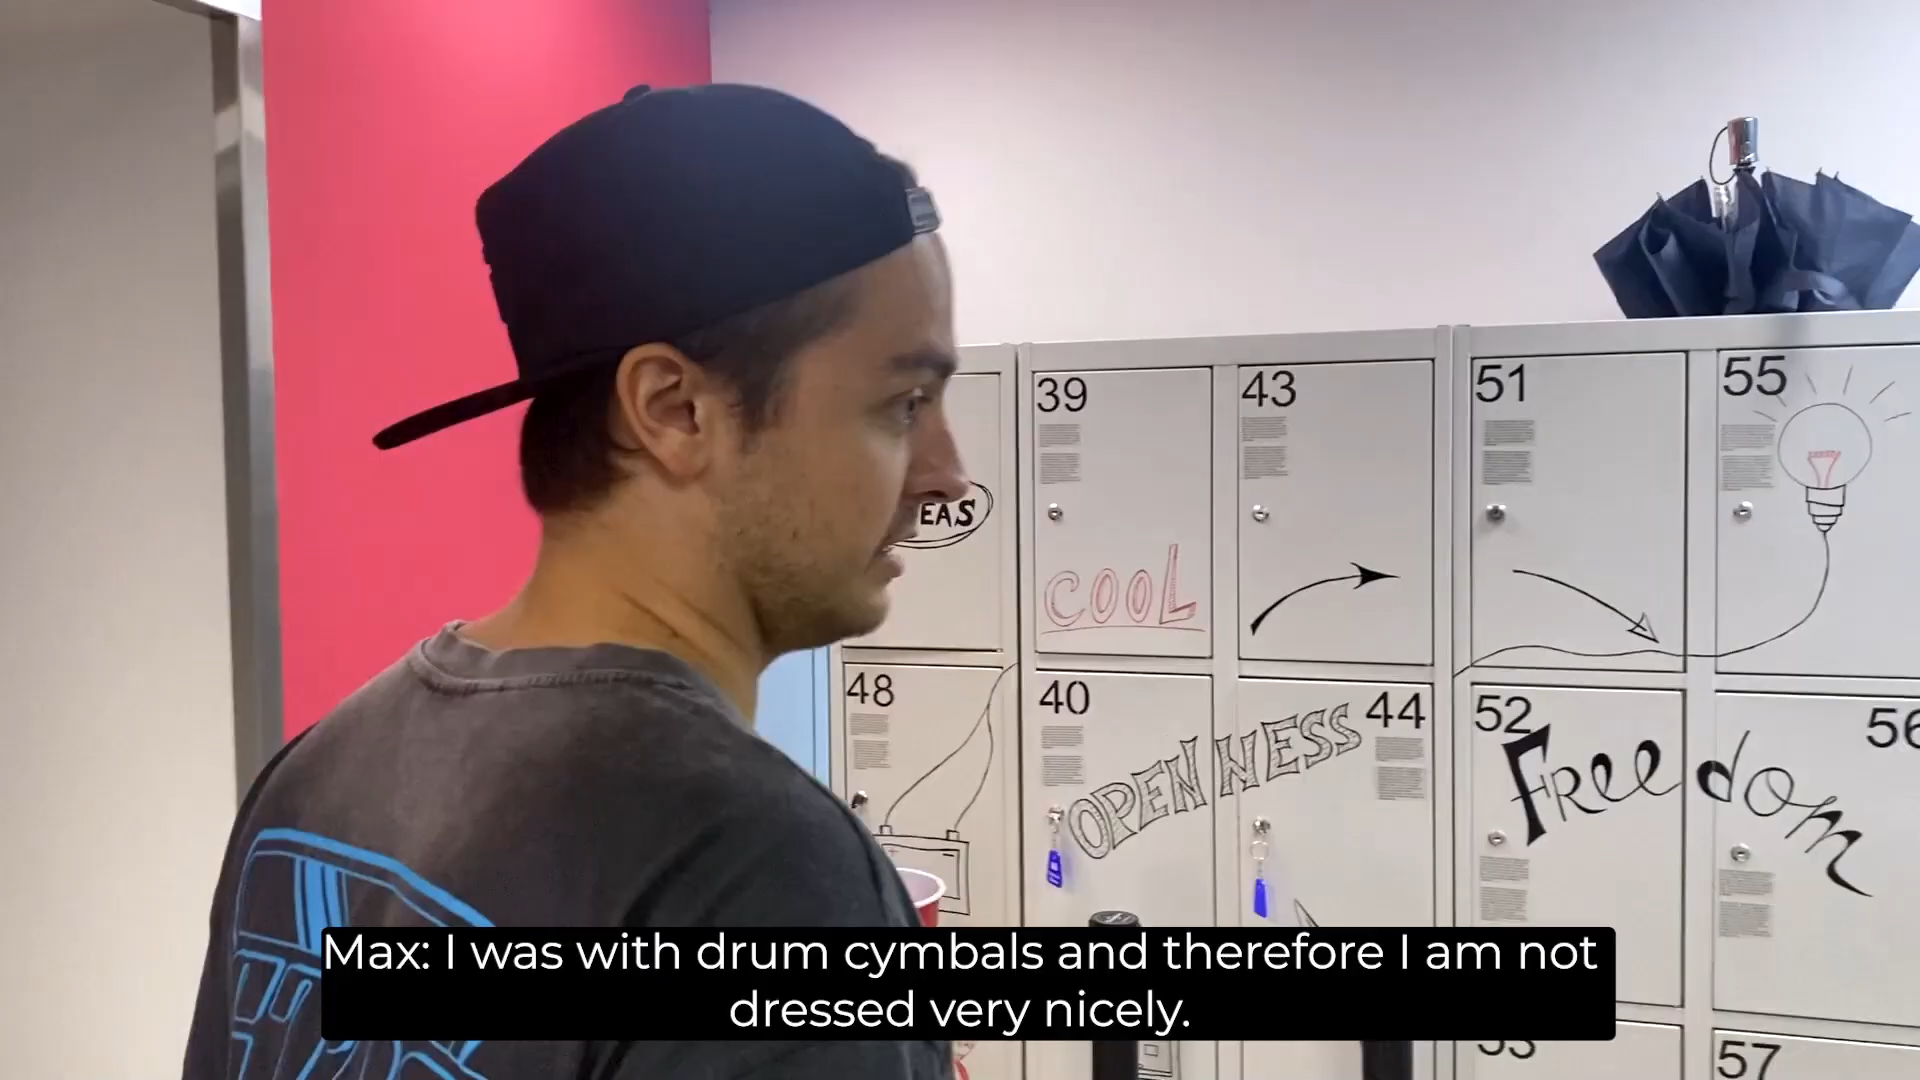 39
43
51
55
EAS
COOL
48
40
OPENNESS
44
52
56
FReedom
Max: I was with drum cymbals and therefore I am not
dressed very nicely.
53
57